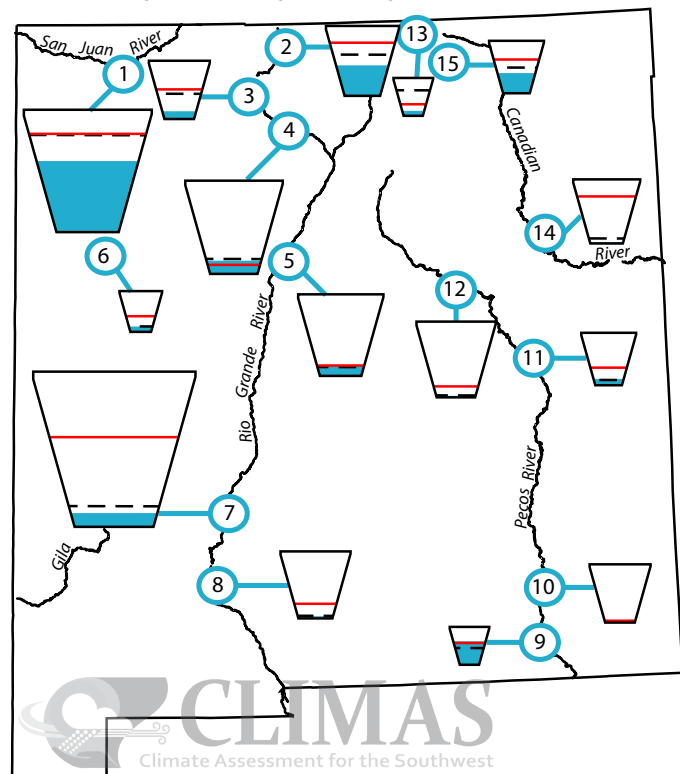 San Juan River
1
2
13
15
3
4
Canadian
6
5
14
River
12
11
Rio Grande River
Pecos River
7
Gila
8
10
9
CLIMAS
Climate Assessment for the Southwest